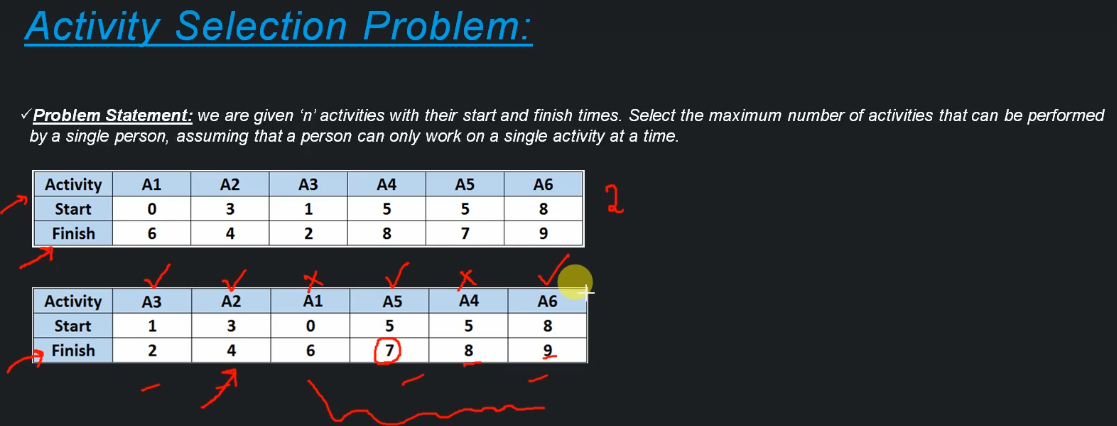 Activity Selection Problem:
✓Problem Statement: we are given ‘n’ activities with their start and finish times. Select the maximum number of activities that can be performed
by a single person, assuming that a person can only work on a single activity at a time.
Activity A1 A2 A3 A4 A5 A6
Start 0 3 1 5 5 8
Finish 6 4 2 8 7 9
2
Activity A3 A2 A1 A5 A4 A6
Start 1 3 0 5 5 8
Finish 2 4 6 7 8 9